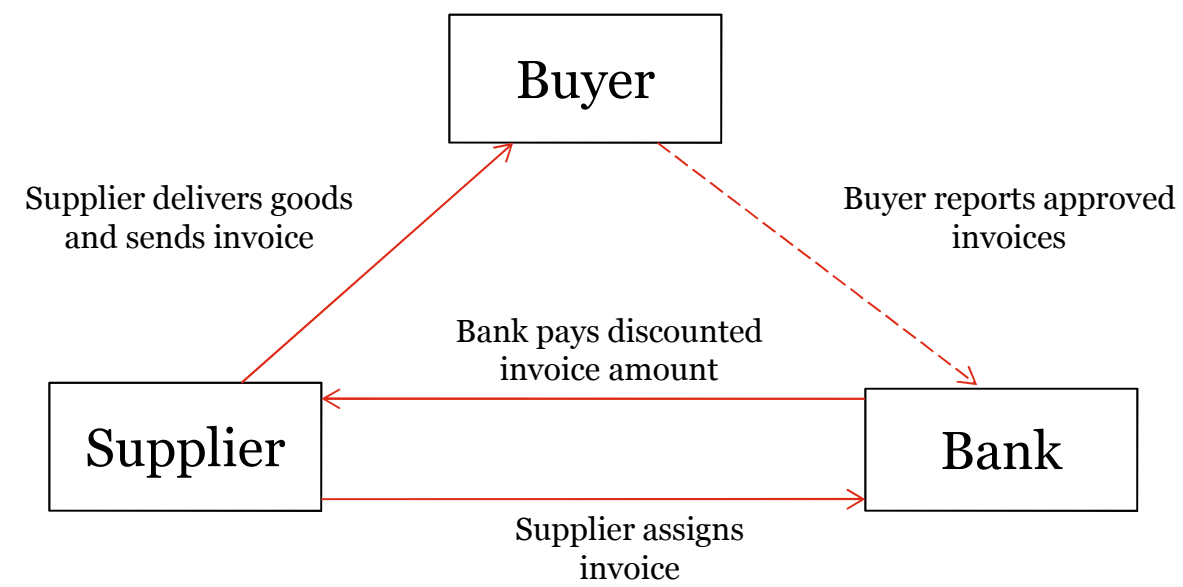 Buyer
Supplier delivers goods
and sends invoice
Buyer reports approved
invoices
Bank pays discounted
invoice amount
Supplier
Bank
Supplier assigns
invoice